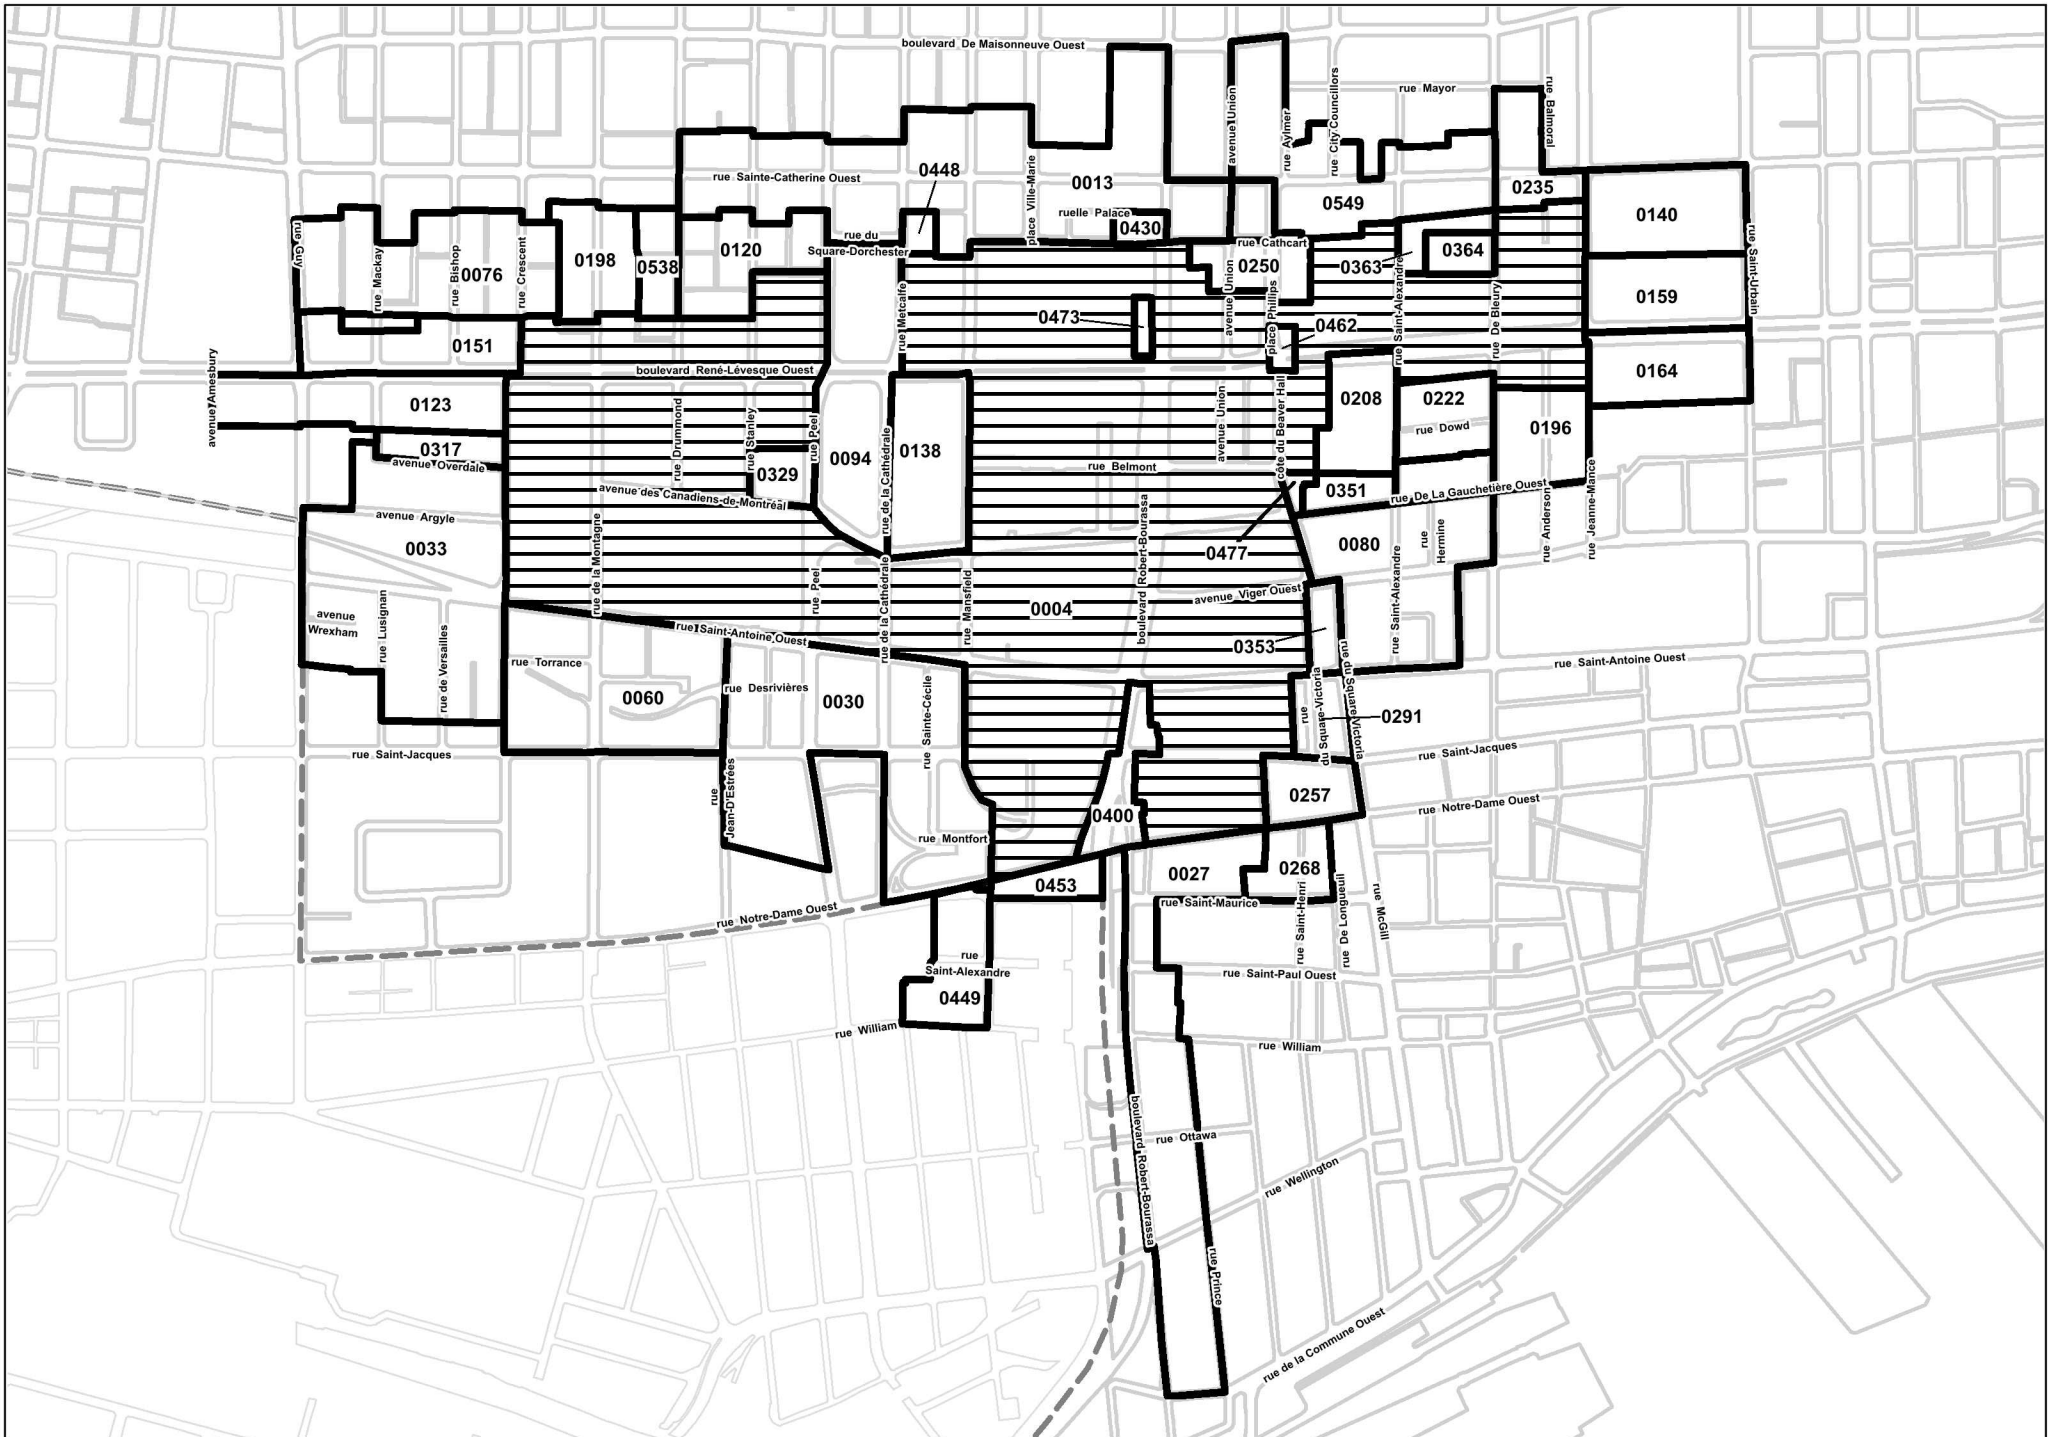 boulevard De Maisonneuve Ouest
rue Mayor
rue Balmoral
avenue Union
rue Aylmer
rue City Councillors
0448
place Ville-Marie
rue Sainte-Catherine Ouest
0013
0235
0549
0140
ruelle Palace
0430
rue Guy
rue Mackay
rue Bishop
0076
rue Crescent
0198
0538
0120
rue du
Square-Dorchester
rue Cathcart
0250
0363
0364
rue Saint-Urbain
0159
rue Metcalfe
0473
avenue Union
place Phillips
0462
rue Saint-Alexandre
rue De Bleury
0151
0164
avenue Amesbury
boulevard René-Lévesque Ouest
0123
rue Drummond
rue Stanley
rue Peel
0094
rue de la Cathédrale
0138
avenue Union
côte du Beaver Hall
0208
0222
rue Dowd
0196
0317
avenue Overdale
0329
rue Belmont
avenue des Canadiens-de-Montréal
0351
rue De La Gauchetière Ouest
avenue Argyle
0033
rue de la Montagne
boulevard Robert-Bourassa
0477
0080
rue
Hermine
rue Saint-Alexandre
rue Anderson
rue Jeanne-Mance
avenue
Wrexham
rue Lusignan
rue de Versailles
rue Peel
rue de la Cathédrale
rue Mansfield
0004
avenue Viger Ouest
rue Saint-Antoine Ouest
0353
rue Torrance
rue Saint-Antoine Ouest
0060
rue Desrivières
0030
rue Sainte-Cécile
rue
du Square-Victoria
rue du Square-Victoria
0291
rue Saint-Jacques
rue Saint-Jacques
rue
Jean-D'Estrées
0257
rue Notre-Dame Ouest
0400
rue Montfort
0453
0027
0268
rue Saint-Maurice
rue Saint-Henri
rue De Longueuil
rue McGill
rue Notre-Dame Ouest
rue
Saint-Alexandre
0449
rue Saint-Paul Ouest
rue William
rue William
boulevard Robert-Bourassa
rue Ottawa
rue Wellington
rue Prince
rue de la Commune Ouest